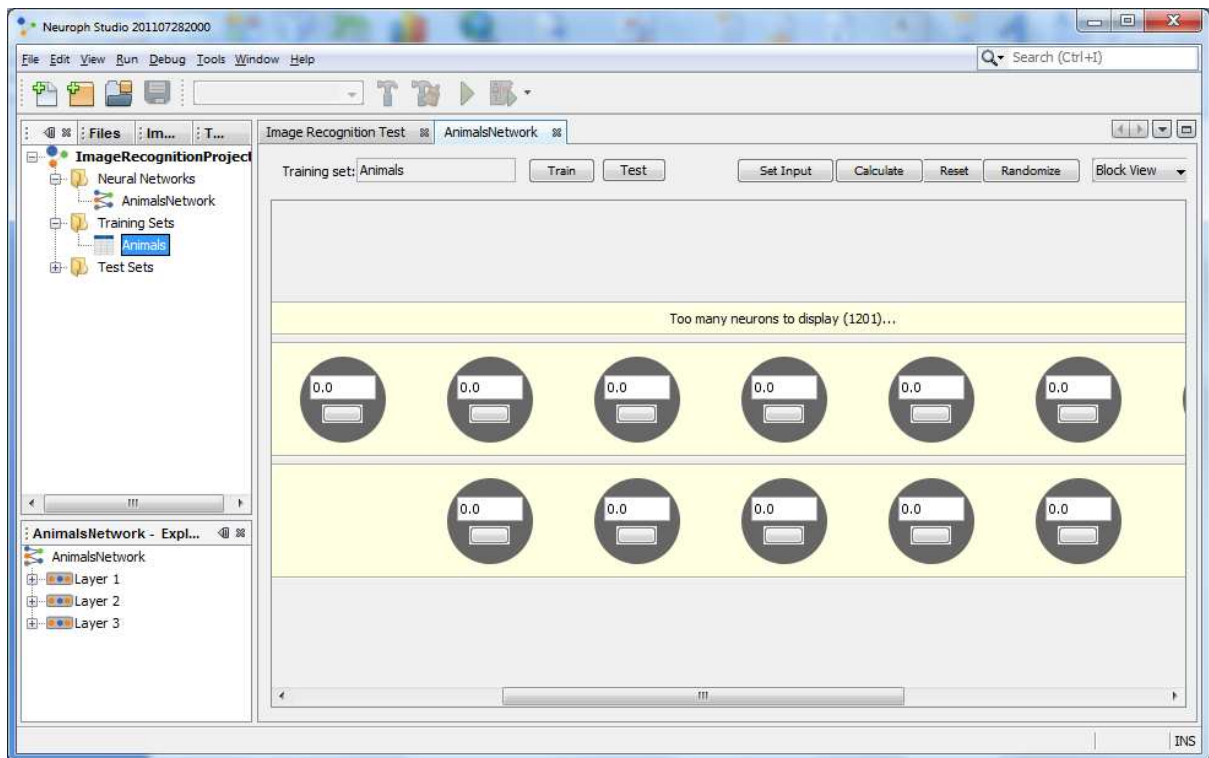 Neuroph Studio 201107282000
File Edit View Run Debug Tools Window Help
Search (Ctrl+I)
Files Im... T...
Image Recognition Test AnimalsNetwork
ImageRecognitionProject
Neural Networks
AnimalsNetwork
Training Sets
Animals
Test Sets
Training set: Animals Train Test Set Input Calculate Reset Randomize Block View
Too many neurons to display (1201)...
0.0 0.0 0.0 0.0 0.0 0.0
0.0 0.0 0.0 0.0 0.0
AnimalsNetwork - Expl...
AnimalsNetwork
Layer 1
Layer 2
Layer 3
INS